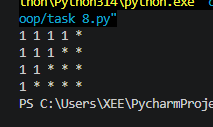 thon\Python314\python.exe"
oop/task 8.py"
1 1 1 1 *
1 1 1 * *
1 1 * * *
1 * * * *
PS C:\Users\XEE\PycharmProje